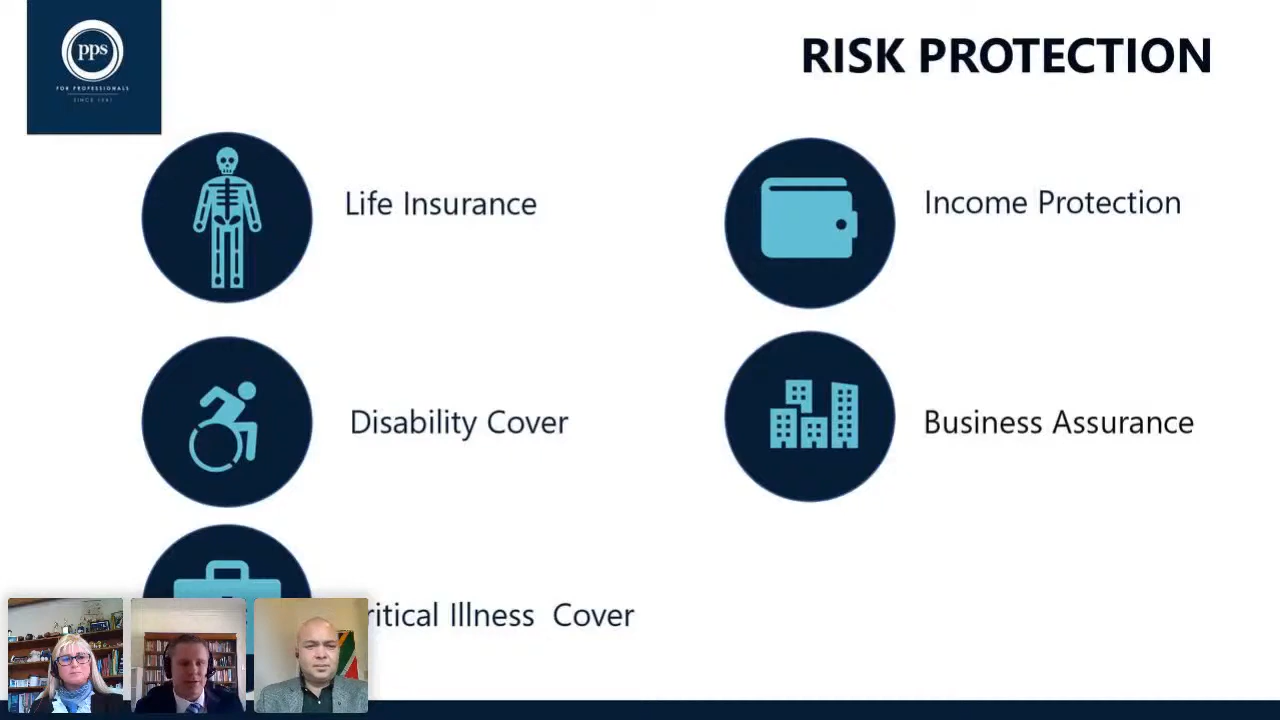 pps
FOR PROFESSIONALS
RISK PROTECTION
Life Insurance
Income Protection
Disability Cover
Business Assurance
ritical Illness Cover